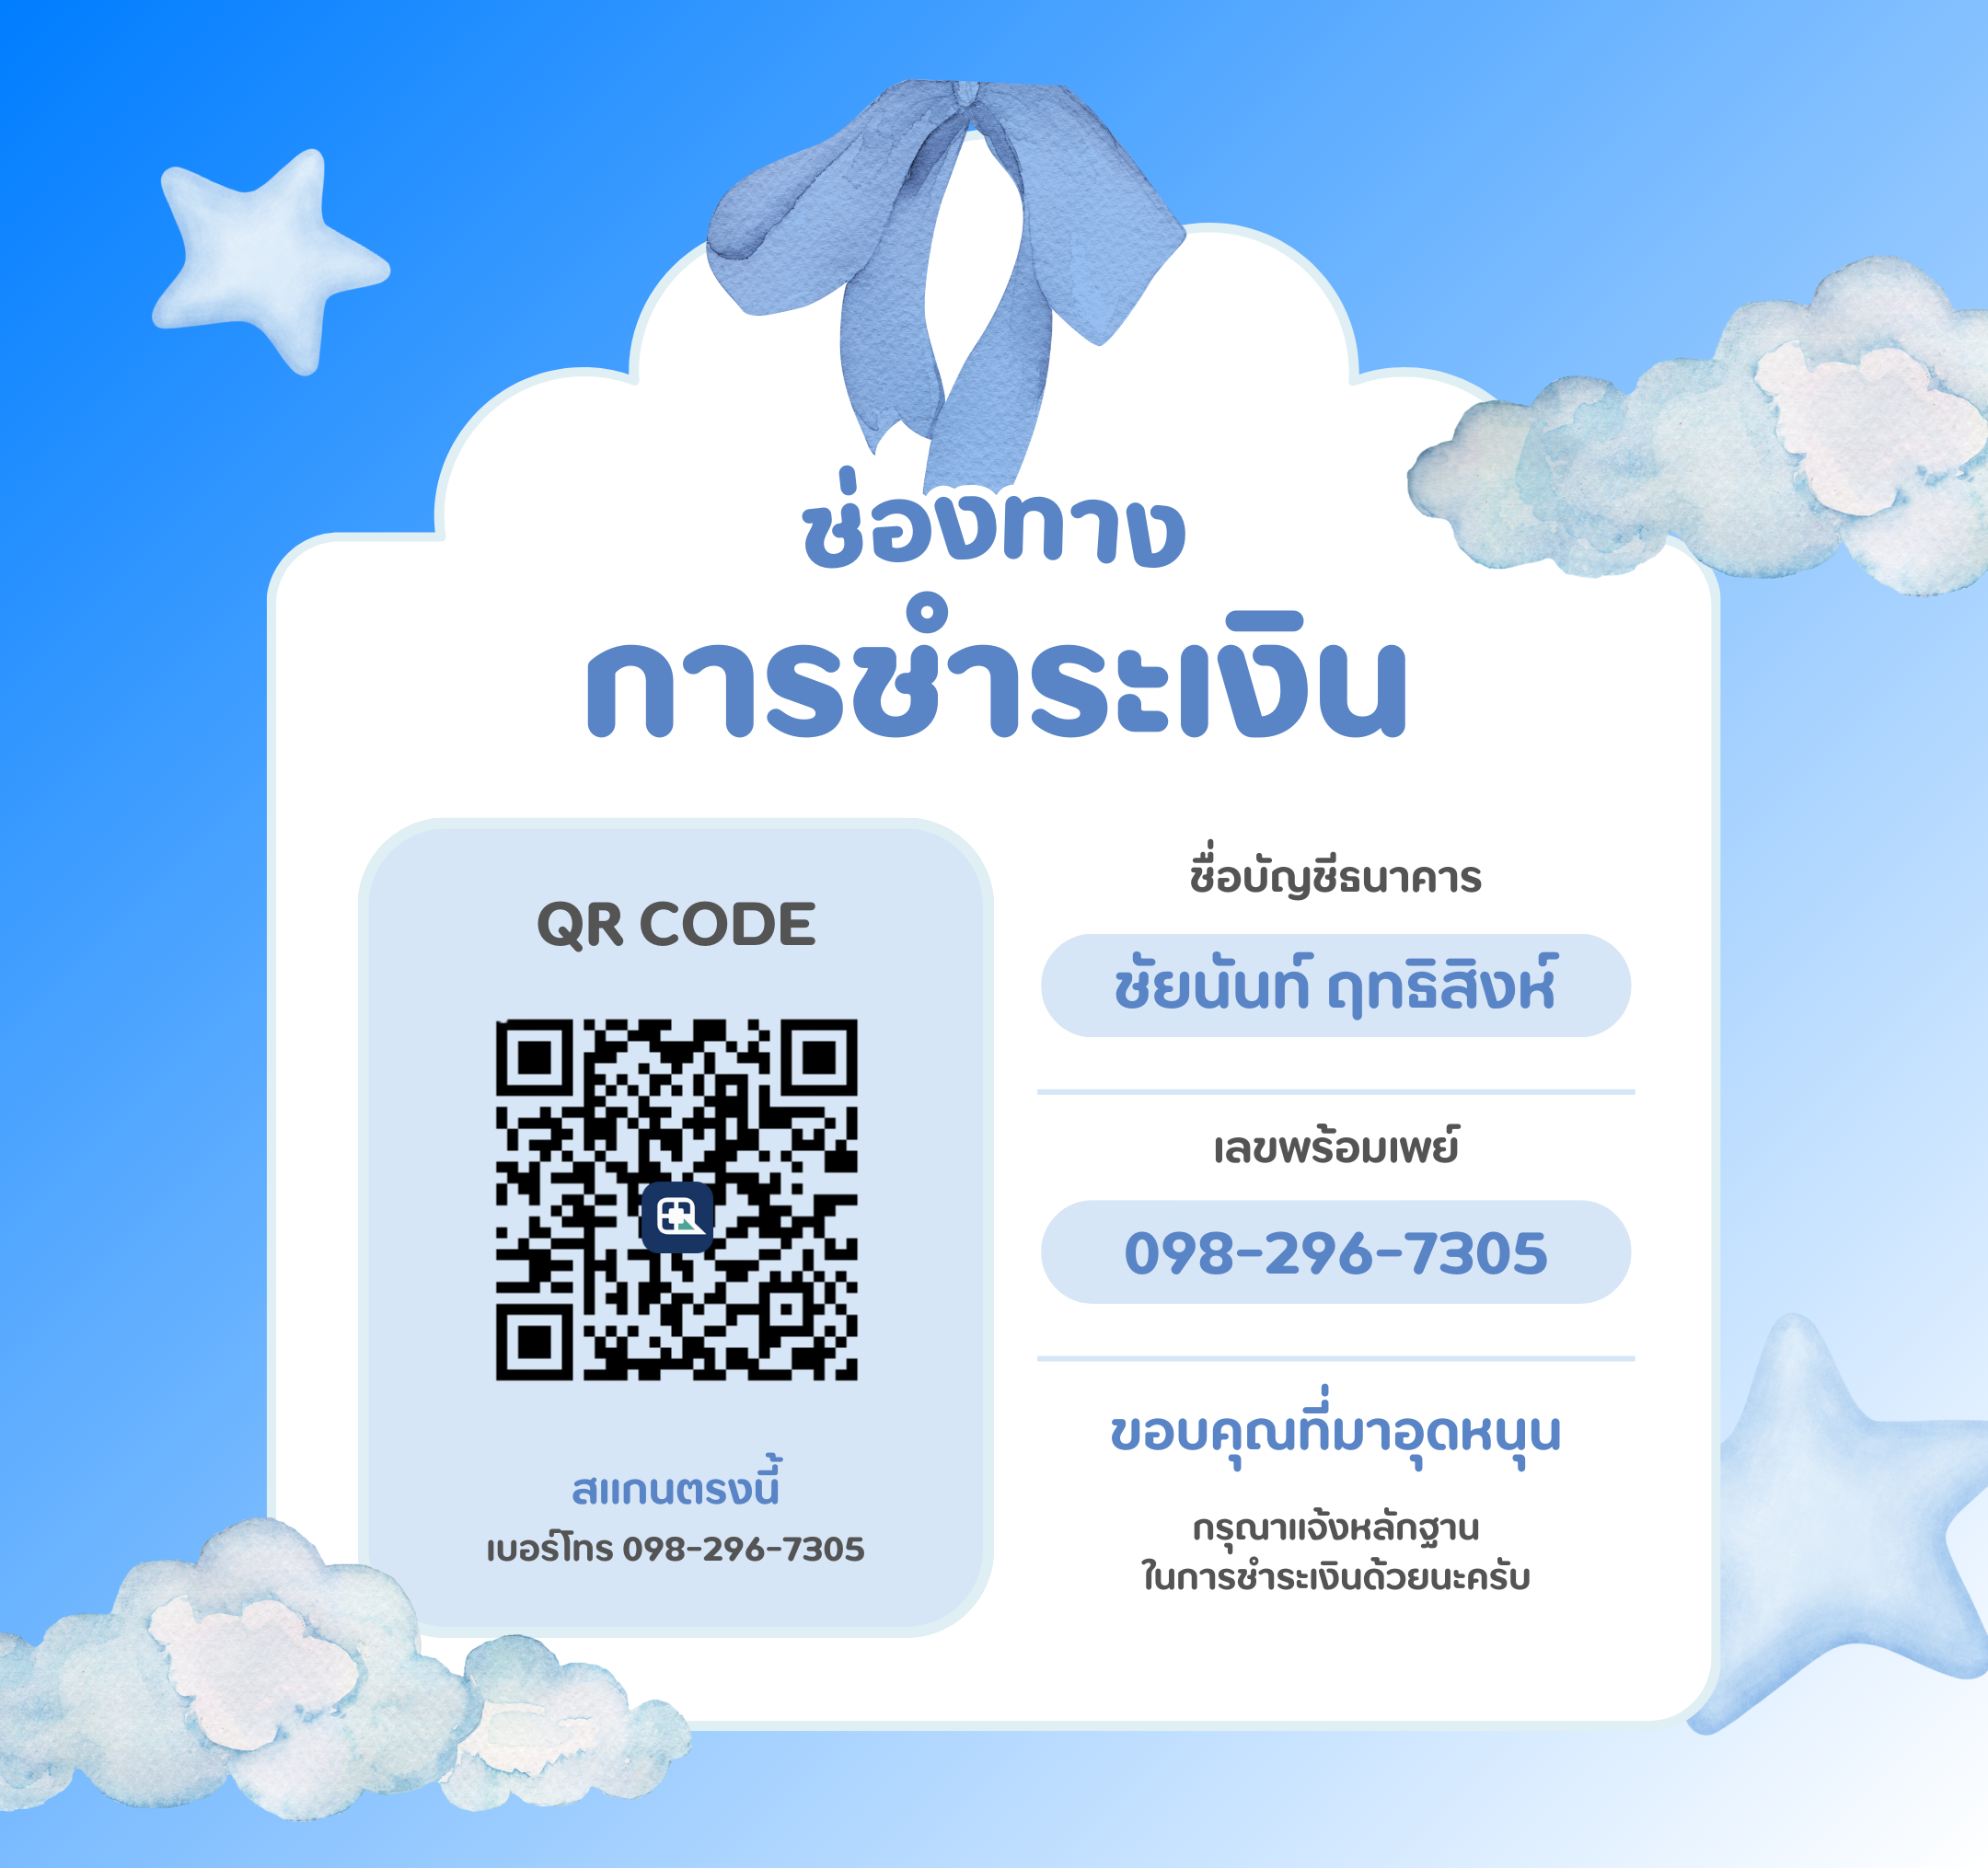 ช่องทาง
การชำระเงิน
QR CODE
สแกนตรงนี้
เบอร์โทร 098-296-7305
ชื่อบัญชีธนาคาร
ชัยนันท์ ฤทธิสิงห์
เลขพร้อมเพย์
098-296-7305
ขอบคุณที่มาอุดหนุน
กรุณาแจ้งหลักฐาน
ในการชำระเงินด้วยนะครับ